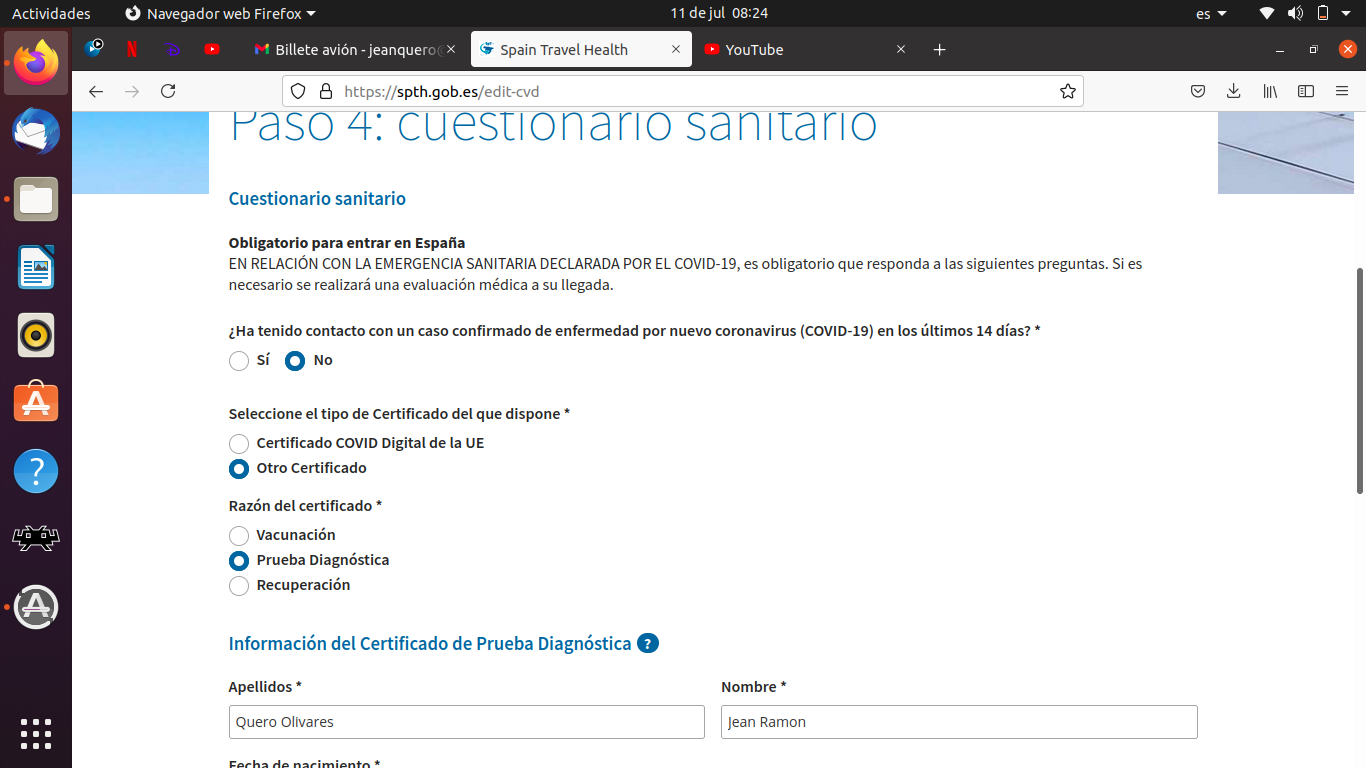 Actividades
Navegador web Firefox
11 de jul 08:24
es
Billete avión - jeanquero@
Spain Travel Health
YouTube
https://spth.gob.es/edit-cvd
Paso 4: cuestionario sanitario
Cuestionario sanitario
Obligatorio para entrar en España
EN RELACIÓN CON LA EMERGENCIA SANITARIA DECLARADA POR EL COVID-19, es obligatorio que responda a las siguientes preguntas. Si es
necesario se realizará una evaluación médica a su llegada.
¿Ha tenido contacto con un caso confirmado de enfermedad por nuevo coronavirus (COVID-19) en los últimos 14 días? *
Sí No
Seleccione el tipo de Certificado del que dispone *
Certificado COVID Digital de la UE
Otro Certificado
Razón del certificado *
Vacunación
Prueba Diagnóstica
Recuperación
Información del Certificado de Prueba Diagnóstica ?
Apellidos *
Nombre *
Quero Olivares
Jean Ramon
Fecha de nacimiento *